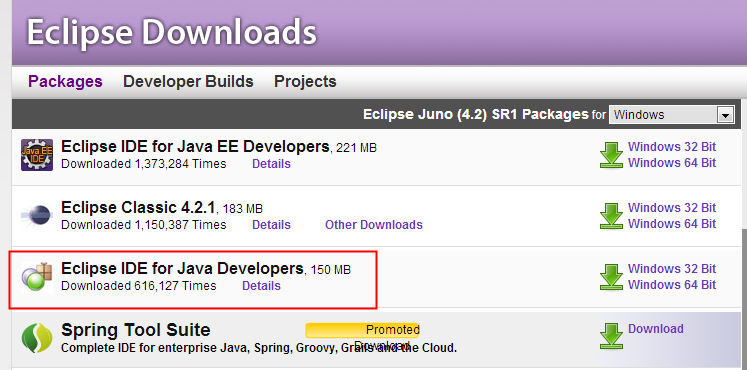 Eclipse Downloads
Packages Developer Builds Projects
Eclipse Juno (4.2) SR1 Packages for Windows
Java EE
IDE
Eclipse IDE for Java EE Developers, 221 MB
Downloaded 1,373,284 Times Details
Windows 32 Bit
Windows 64 Bit
Eclipse Classic 4.2.1, 183 MB
Downloaded 1,150,387 Times Details Other Downloads
Windows 32 Bit
Windows 64 Bit
Eclipse IDE for Java Developers, 150 MB
Downloaded 616,127 Times Details
Windows 32 Bit
Windows 64 Bit
Spring Tool Suite
Promoted
Download
Complete IDE for enterprise Java, Spring, Groovy, Grails and the Cloud.
Download